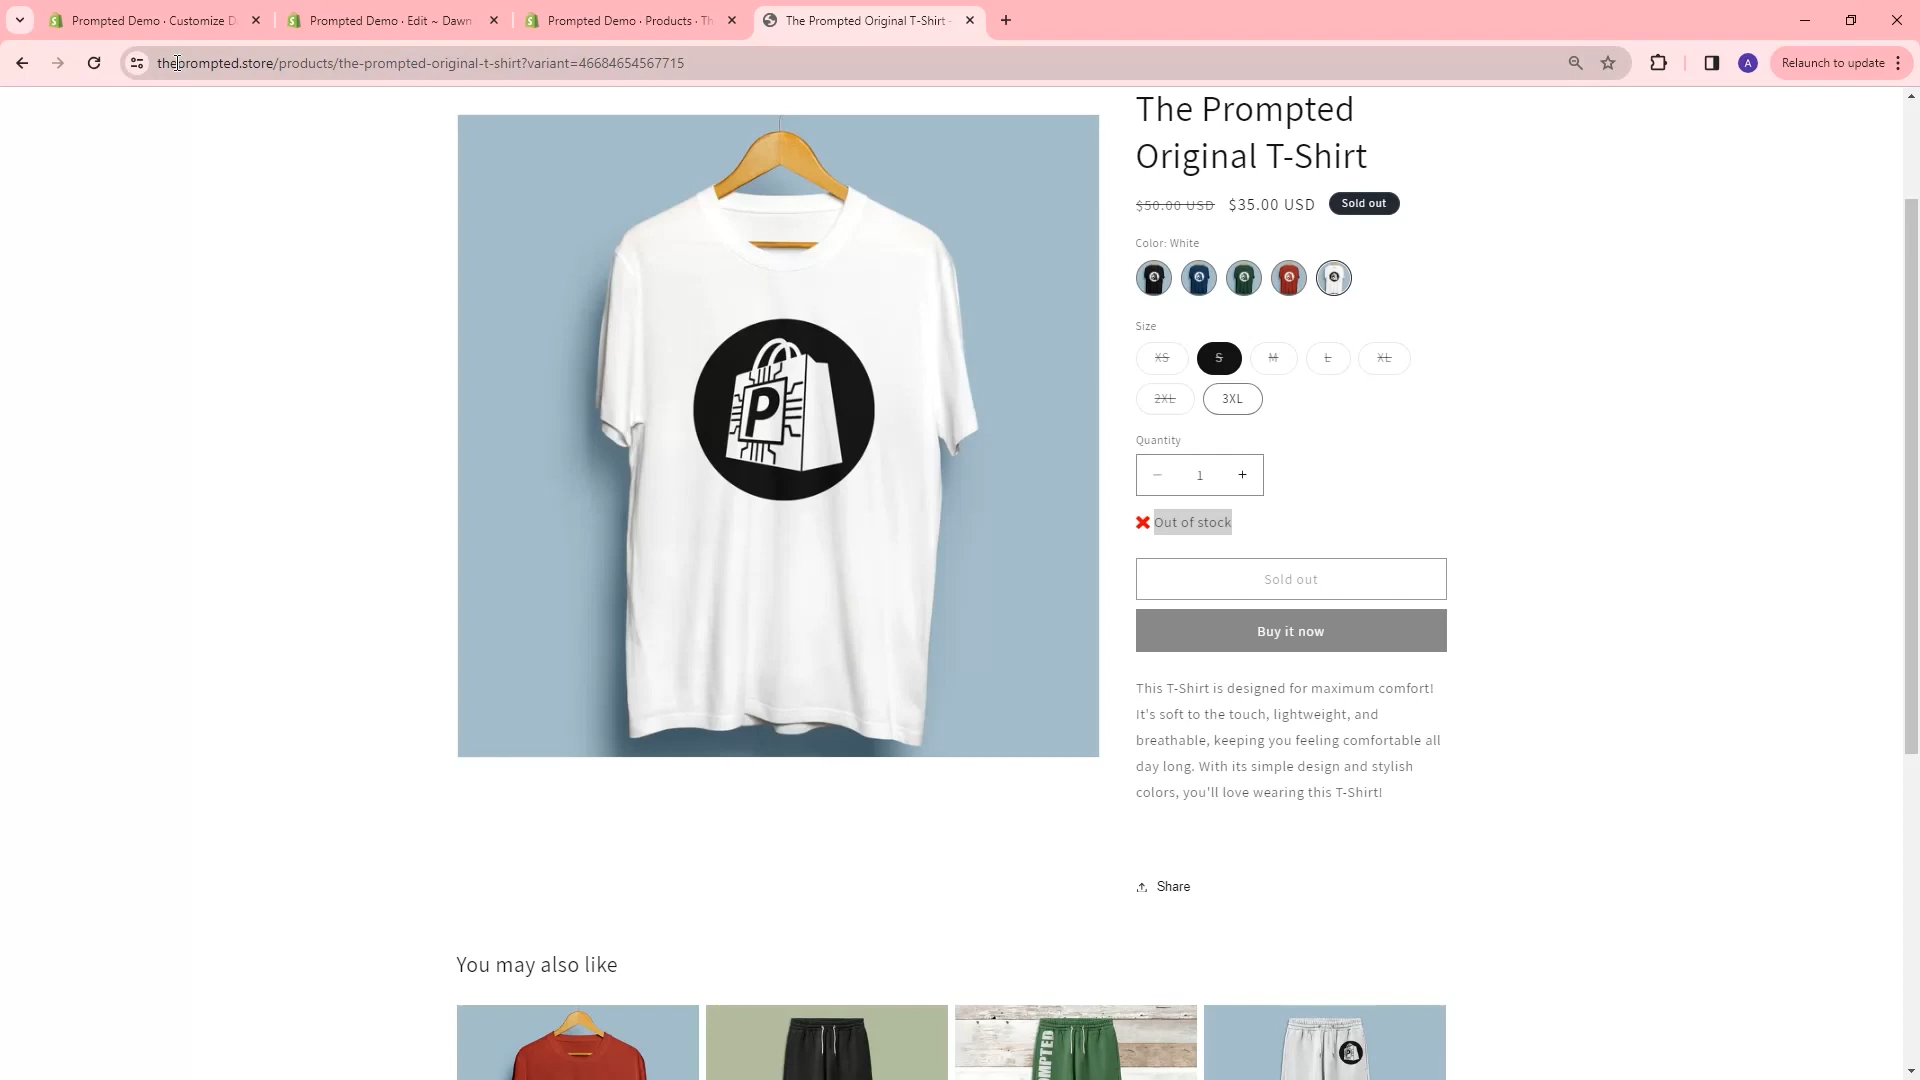 Prompted Demo · Customize D
Prompted Demo · Edit ~ Dawn
Prompted Demo · Products · Th
The Prompted Original T-Shirt –
theprompted.store/products/the-prompted-original-t-shirt?variant=46684654567715
A
Relaunch to update
The Prompted
Original T-Shirt
$50.00 USD $35.00 USD Sold out
Color: White
Size
XS S M L XL
2XL 3XL
Quantity
1
Out of stock
Sold out
Buy it now
This T-Shirt is designed for maximum comfort!
It's soft to the touch, lightweight, and
breathable, keeping you feeling comfortable all
day long. With its simple design and stylish
colors, you'll love wearing this T-Shirt!
Share
You may also like
P
OMPTED
P